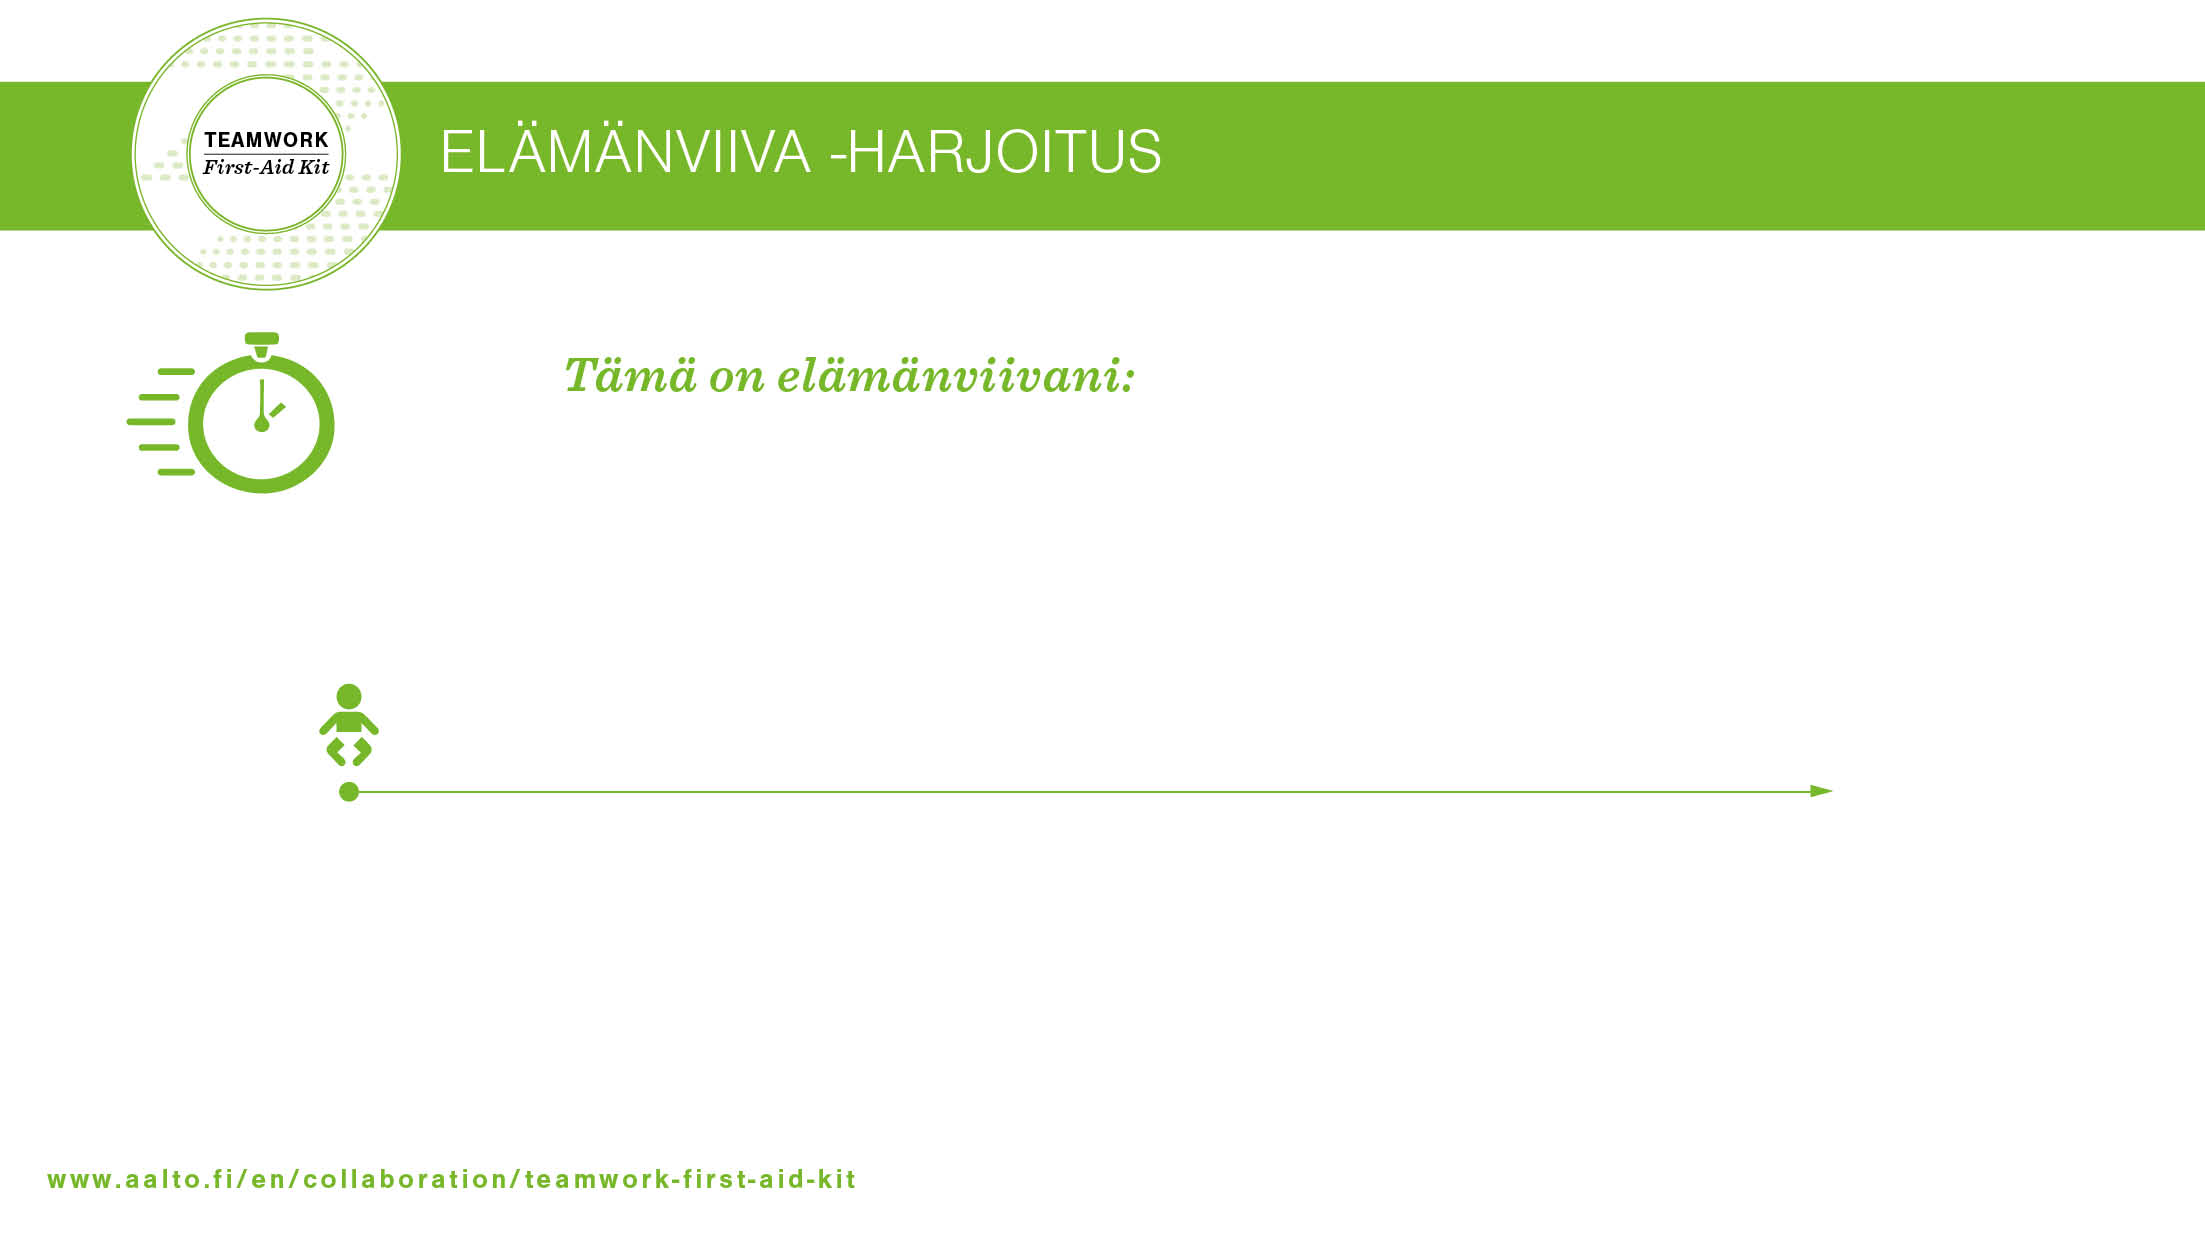 TEAMWORK
First-Aid Kit
ELÄMÄNVIIVA -HARJOITUS
Tämä on elämänviivani:
www.aalto.fi/en/collaboration/teamwork-first-aid-kit